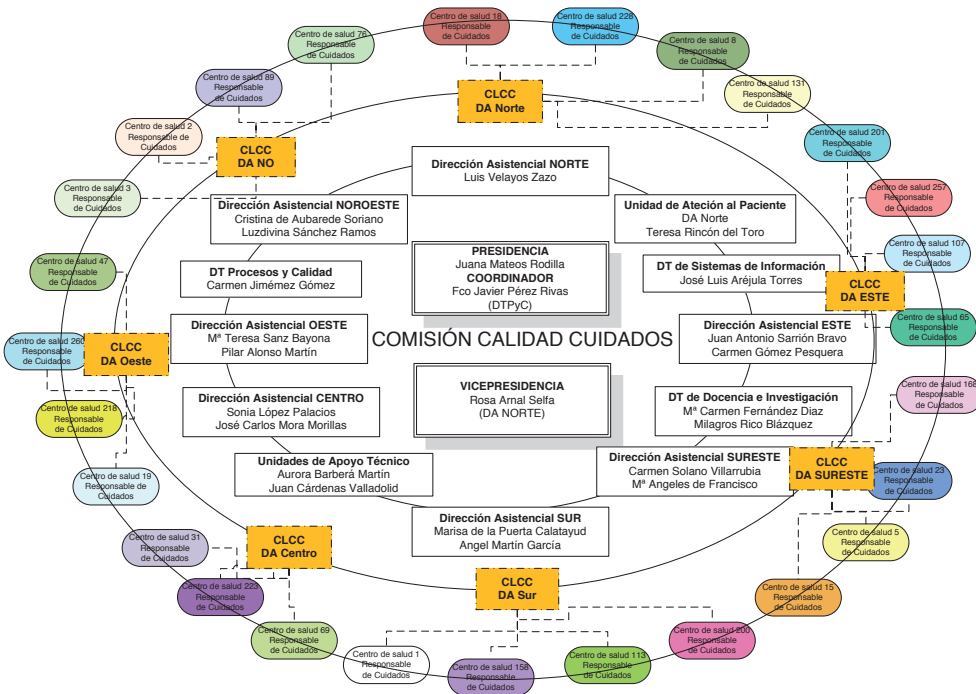 Centro de salud 18
Responsable
de Cuidados
Centro de salud 228
Responsable
de Cuidados
Centro de salud 76
Responsable
de Cuidados
Centro de salud 8
Responsable
de Cuidados
Centro de salud 89
Responsable
de Cuidados
Centro de salud 131
Responsable
de Cuidados
CLCC
DA Norte
Centro de salud 2
Responsable de
Cuidados
Centro de salud 201
Responsable
de Cuidados
CLCC
DA NO
Dirección Asistencial NORTE
Luis Velayos Zazo
Centro de salud 3
Responsable
de Cuidados
Centro de salud 257
Responsable
de Cuidados
Dirección Asistencial NOROESTE
Cristina de Aubarede Soriano
Luzdivina Sánchez Ramos
Unidad de Ateción al Paciente
DA Norte
Teresa Rincón del Toro
Centro de salud 107
Responsable
de Cuidados
Centro de salud 47
Responsable
de Cuidados
PRESIDENCIA
Juana Mateos Rodilla
COORDINADOR
Fco Javier Pérez Rivas
(DTPyC)
DT Procesos y Calidad
Carmen Jiménez Gómez
DT de Sistemas de Información
José Luis Aréjula Torres
CLCC
DA ESTE
Centro de salud 65
Responsable
de Cuidados
Centro de salud 260
Responsable
de Cuidados
CLCC
DA Oeste
Dirección Asistencial OESTE
Mª Teresa Sanz Bayona
Pilar Alonso Martín
COMISIÓN CALIDAD CUIDADOS
Dirección Asistencial ESTE
Juan Antonio Sarrión Bravo
Carmen Gómez Pesquera
Centro de salud 168
Responsable
de Cuidados
Dirección Asistencial CENTRO
Sonia López Palacios
José Carlos Mora Morillas
VICEPRESIDENCIA
Rosa Arnal Selfa
(DA NORTE)
DT de Docencia e Investigación
Mª Carmen Fernández Diaz
Milagros Rico Blázquez
Centro de salud 218
Responsable
de Cuidados
Unidades de Apoyo Técnico
Aurora Barberá Martín
Juan Cárdenas Valladolid
Dirección Asistencial SURESTE
Carmen Solano Villarrubia
Mª Angeles de Francisco
CLCC
DA SURESTE
Centro de salud 23
Responsable
de Cuidados
Centro de salud 19
Responsable de
Cuidados
Dirección Asistencial SUR
Marisa de la Puerta Calatayud
Angel Martín García
Centro de salud 31
Responsable
de Cuidados
CLCC
DA Centro
Centro de salud 5
Responsable
de Cuidados
Centro de salud 223
Responsable
de Cuidados
CLCC
DA Sur
Centro de salud 15
Responsable
de Cuidados
Centro de salud 69
Responsable
de Cuidados
Centro de salud 200
Responsable
de Cuidados
Centro de salud 1
Responsable
de Cuidados
Centro de salud 158
Responsable
de Cuidados
Centro de salud 113
Responsable
de Cuidados